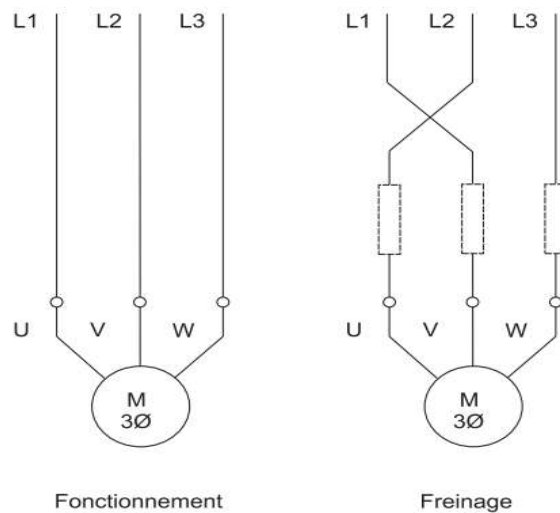 L1 L2 L3 L1 L2 L3
U V W U V W
M M
3Ø 3Ø
Fonctionnement Freinage